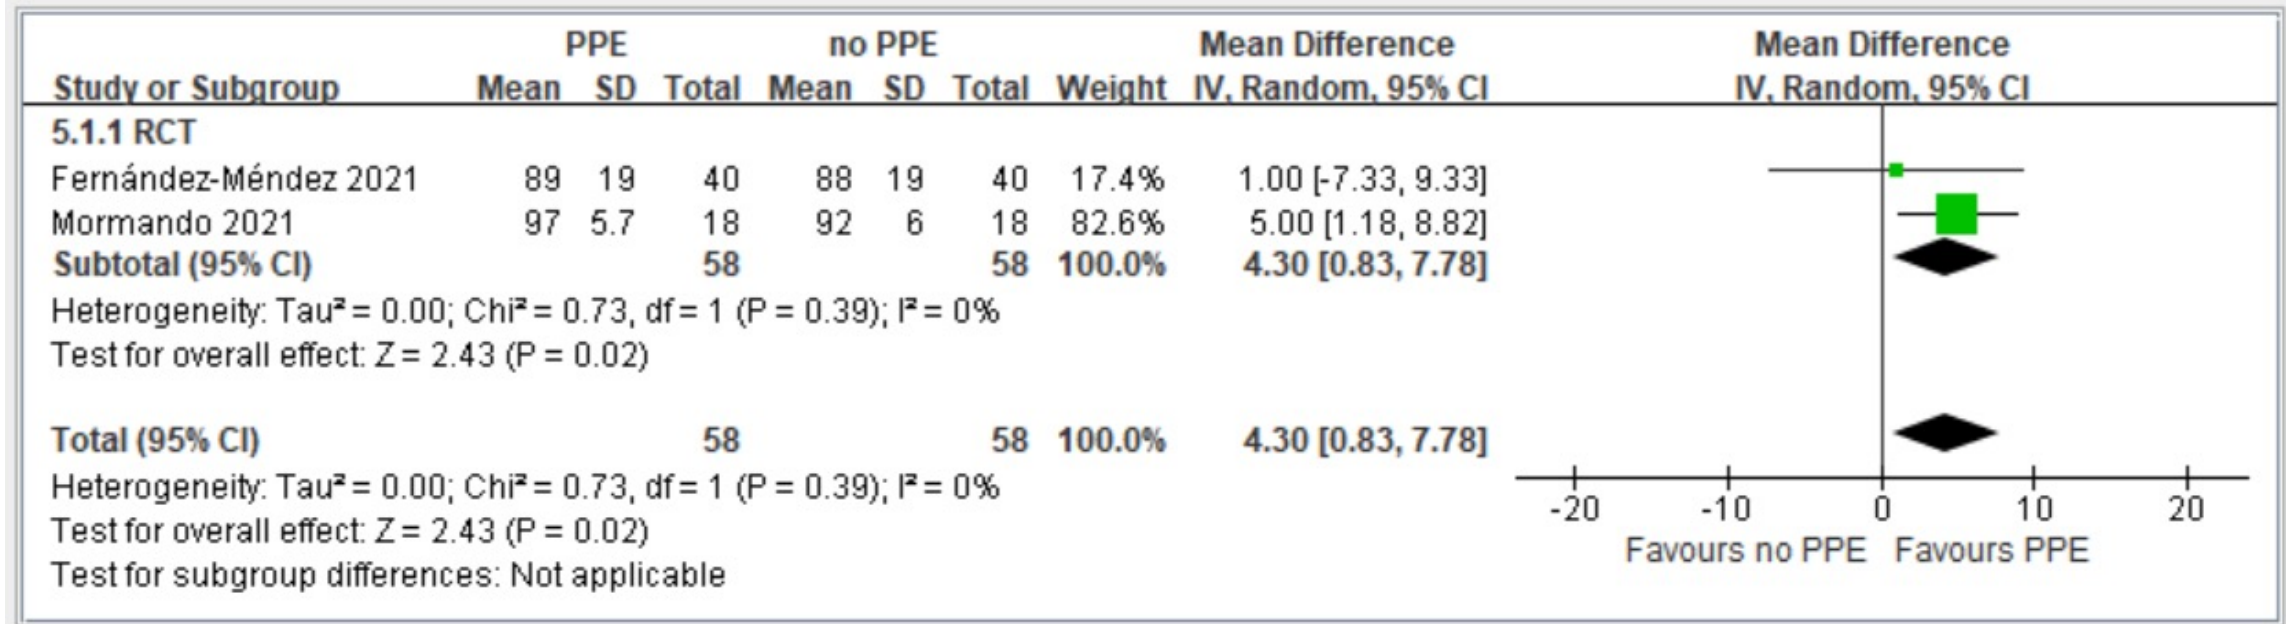 PPE no PPE Mean Difference Mean Difference
Study or Subgroup Mean SD Total Mean SD Total Weight IV, Random, 95% CI IV, Random, 95% CI
5.1.1 RCT
Fernández-Méndez 2021 89 19 40 88 19 40 17.4% 1.00 [-7.33, 9.33]
Mormando 2021 97 5.7 18 92 6 18 82.6% 5.00 [1.18, 8.82]
Subtotal (95% CI) 58 58 100.0% 4.30 [0.83, 7.78]
Heterogeneity: Tau² = 0.00; Chi² = 0.73, df = 1 (P = 0.39); I² = 0%
Test for overall effect: Z = 2.43 (P = 0.02)
Total (95% CI) 58 58 100.0% 4.30 [0.83, 7.78]
Heterogeneity: Tau² = 0.00; Chi² = 0.73, df = 1 (P = 0.39); I² = 0%
Test for overall effect: Z = 2.43 (P = 0.02)
Test for subgroup differences: Not applicable
-20 -10 0 10 20
Favours no PPE Favours PPE